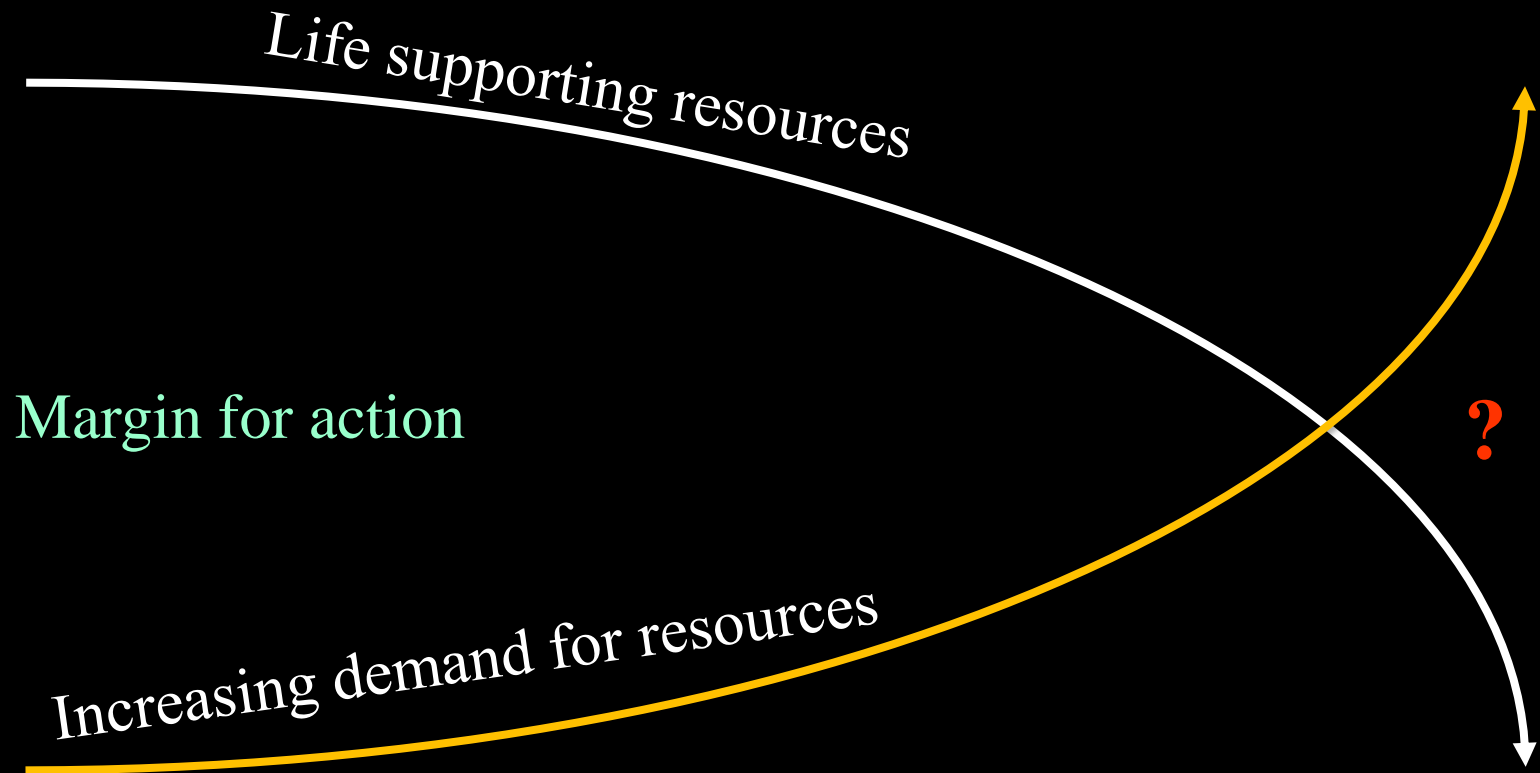 Life supporting resources
Margin for action
?
Increasing demand for resources